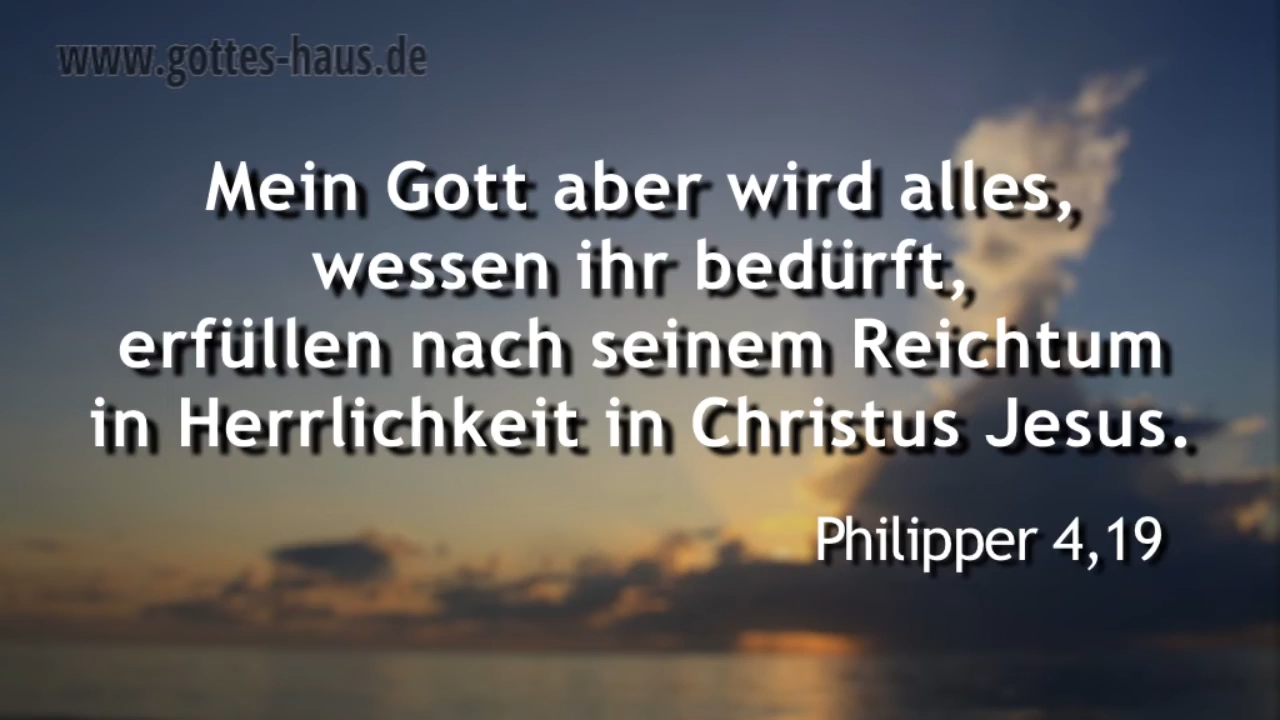 www.gottes-haus.de
Mein Gott aber wird alles,
wessen ihr bedürft,
erfüllen nach seinem Reichtum
in Herrlichkeit in Christus Jesus.
Philipper 4,19